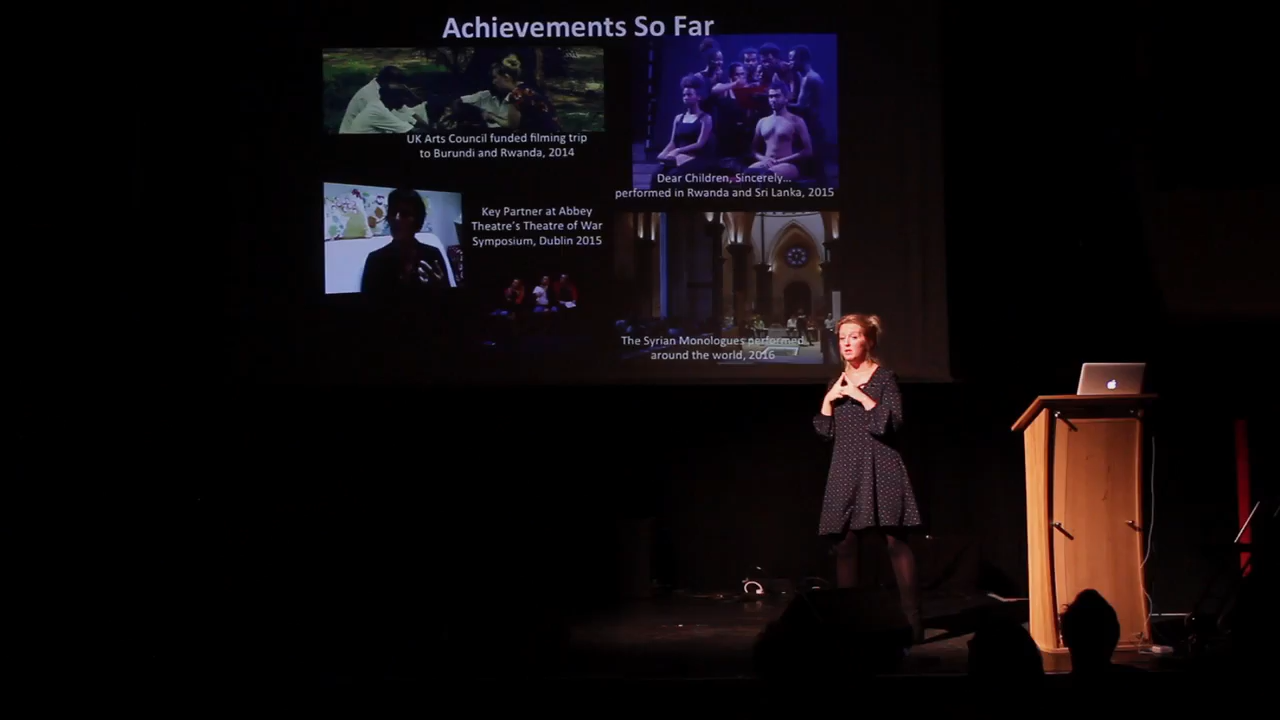 Achievements So Far
UK Arts Council funded filming trip
to Burundi and Rwanda, 2014
Dear Children, Sincerely...
performed in Rwanda and Sri Lanka, 2015
Key Partner at Abbey
Theatre's Theatre of War
Symposium, Dublin 2015
The Syrian Monologues performed
around the world, 2016